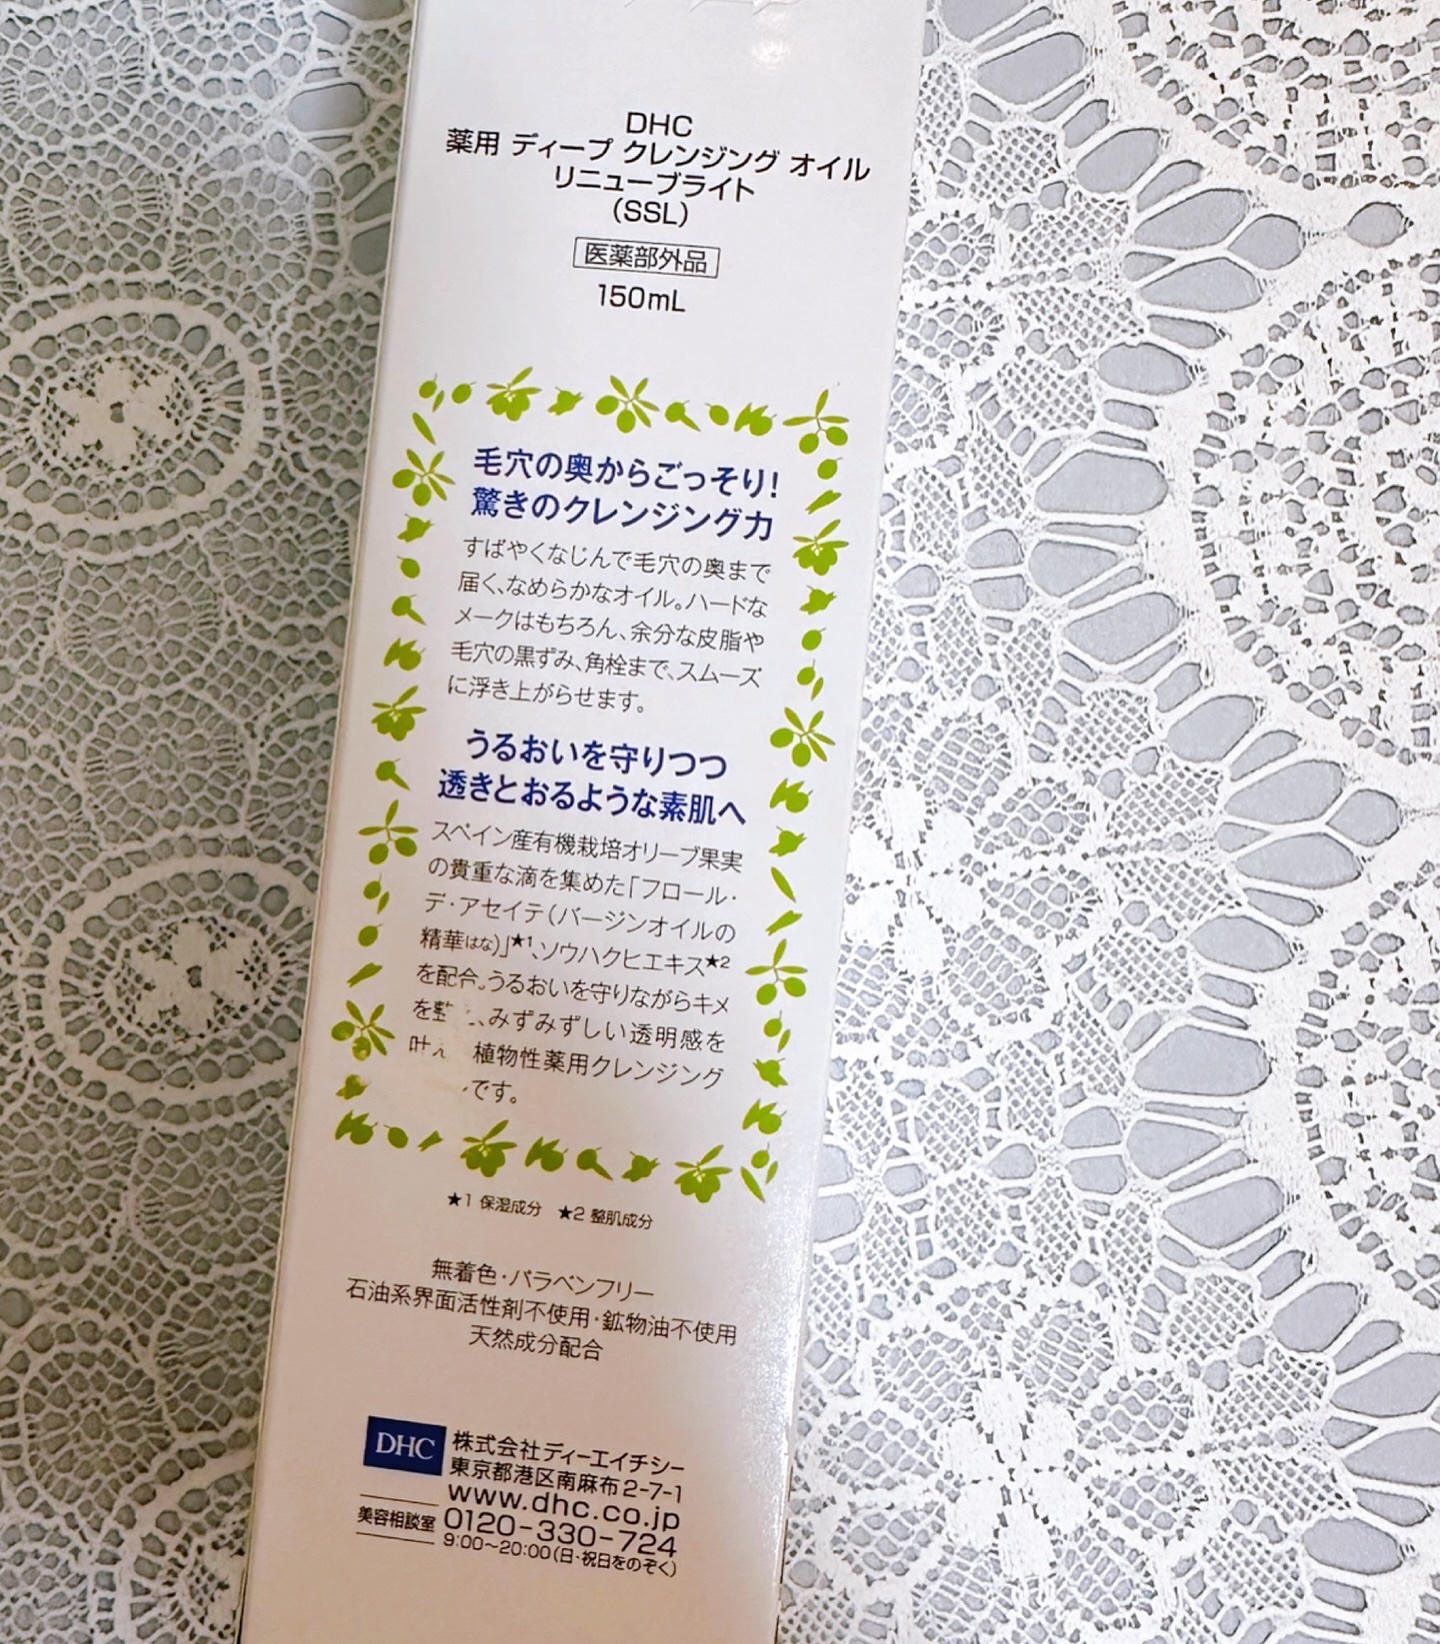 DHC
薬用 ディープ クレンジング オイル
リニューブライト
(SSL)
医薬部外品
150mL
毛穴の奥からごっそり!
驚きのクレンジング力
すばやくなじんで毛穴の奥まで
届く、なめらかなオイル。ハードな
メークはもちろん、余分な皮脂や
毛穴の黒ずみ、角栓まで、スムーズ
に浮き上がらせます。
うるおいを守りつつ
透きとおるような素肌へ
スペイン産有機栽培オリーブ果実
の貴重な滴を集めた「フロール・
デ・アセイテ(バージンオイルの
精華はな)」★1、ソウハクヒエキス★2
を配合。うるおいを守りながらキメ
を整 、みずみずしい透明感を
叶 植物性薬用クレンジング
です。
★1 保湿成分 ★2 整肌成分
無着色・パラベンフリー
石油系界面活性剤不使用・鉱物油不使用
天然成分配合
DHC 株式会社ディーエイチシー
東京都港区南麻布2-7-1
www.dhc.co.jp
美容相談室 0120-330-724
9:00〜20:00(日・祝日をのぞく)